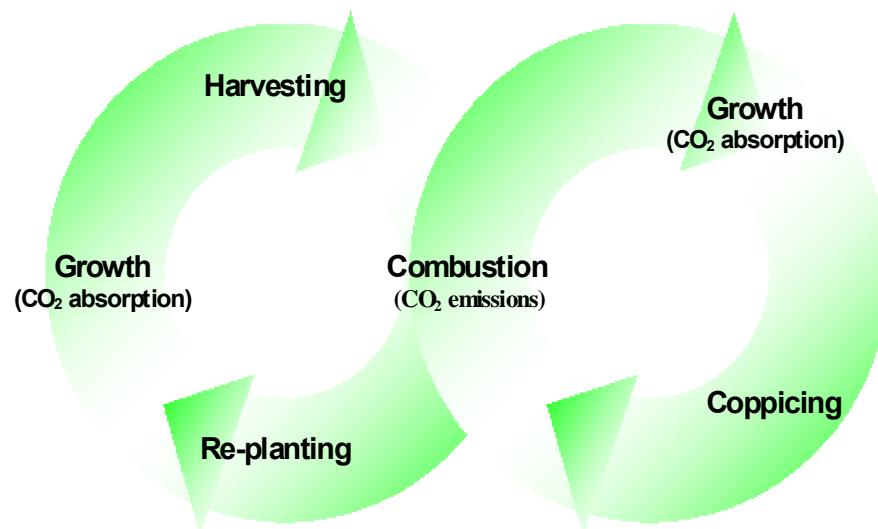 Harvesting
Growth
(CO₂ absorption)
Growth
(CO₂ absorption)
Combustion
(CO₂ emissions)
Re-planting
Coppicing